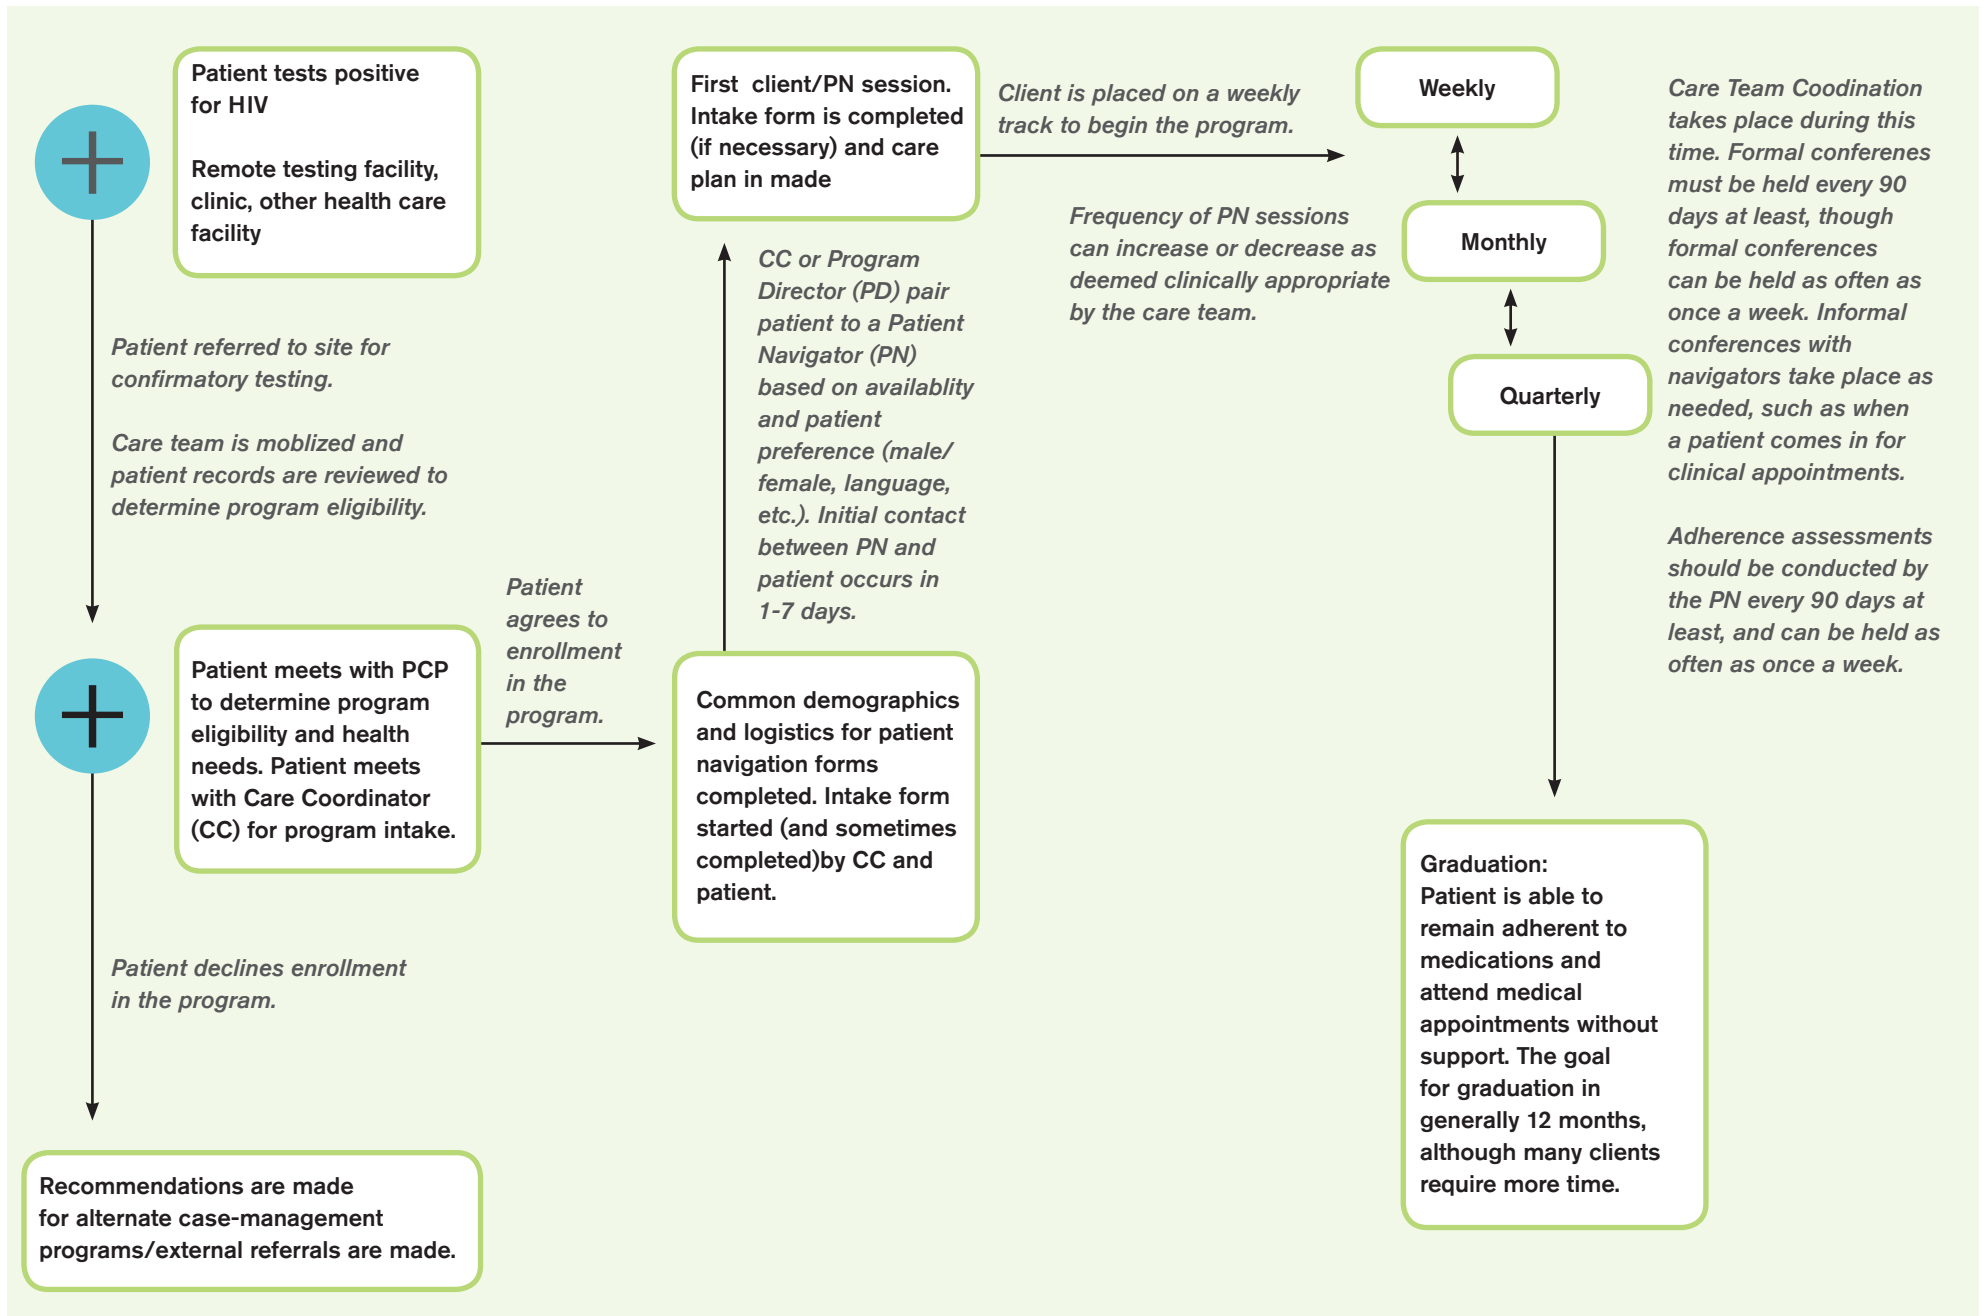 Patient tests positive
for HIV
Remote testing facility,
clinic, other health care
facility
Patient referred to site for
confirmatory testing.
Care team is moblized and
patient records are reviewed to
determine program eligibility.
Patient meets with PCP
to determine program
eligibility and health
needs. Patient meets
with Care Coordinator
(CC) for program intake.
Patient declines enrollment
in the program.
Recommendations are made
for alternate case-management
programs/external referrals are made.
Patient
agrees to
enrollment
in the
program.
Common demographics
and logistics for patient
navigation forms
completed. Intake form
started (and sometimes
completed)by CC and
patient.
CC or Program
Director (PD) pair
patient to a Patient
Navigator (PN)
based on availablity
and patient
preference (male/
female, language,
etc.). Initial contact
between PN and
patient occurs in
1-7 days.
First client/PN session.
Intake form is completed
(if necessary) and care
plan in made
Client is placed on a weekly
track to begin the program.
Frequency of PN sessions
can increase or decrease as
deemed clinically appropriate
by the care team.
Weekly
Monthly
Quarterly
Care Team Coodination
takes place during this
time. Formal conferenes
must be held every 90
days at least, though
formal conferences
can be held as often as
once a week. Informal
conferences with
navigators take place as
needed, such as when
a patient comes in for
clinical appointments.
Adherence assessments
should be conducted by
the PN every 90 days at
least, and can be held as
often as once a week.
Graduation:
Patient is able to
remain adherent to
medications and
attend medical
appointments without
support. The goal
for graduation in
generally 12 months,
although many clients
require more time.